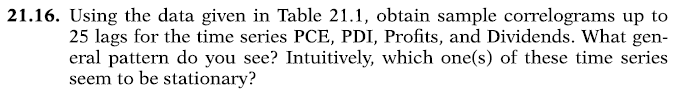 21.16. Using the data given in Table 21.1, obtain sample correlograms up to
25 lags for the time series PCE, PDI, Profits, and Dividends. What gen-
eral pattern do you see? Intuitively, which one(s) of these time series
seem to be stationary?